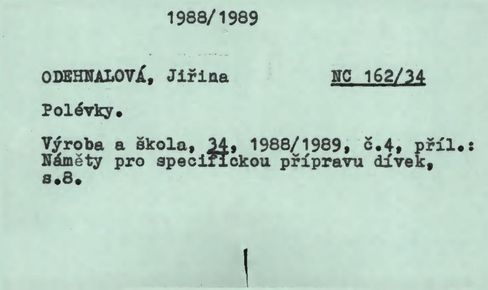 1988/1989
ODEHNALOVÁ, Jiřina NC 162/34
Polévky.
Výroba a škola, 34, 1988/1989, č.4, příl.:
Náměty pro specifickou přípravu dívek,
s.8.